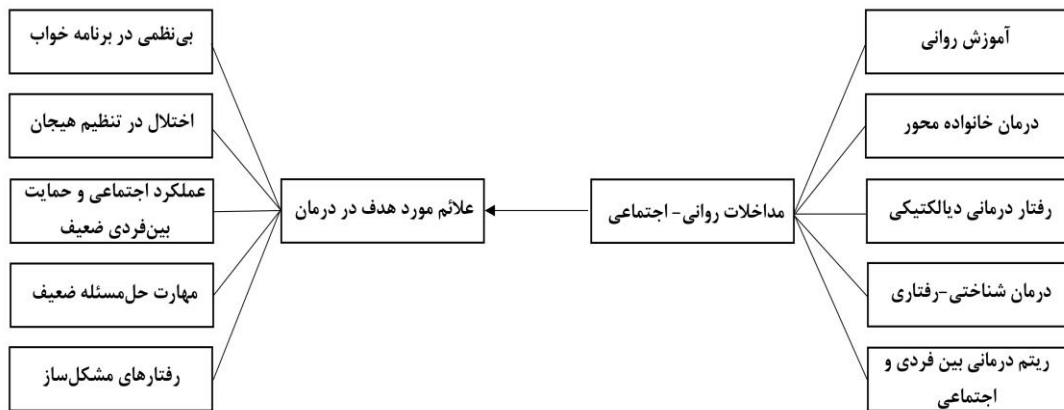 آموزش روانی
درمان خانواده محور
رفتار درمانی دیالکتیکی
درمان شناختی-رفتاری
ریتم درمانی بین فردی و
اجتماعی
مداخلات روانی- اجتماعی
علائم مورد هدف در درمان
بی‌نظمی در برنامه خواب
اختلال در تنظیم هیجان
عملکرد اجتماعی و حمایت
بین‌فردی ضعیف
مهارت حل‌مسئله ضعیف
رفتارهای مشکل‌ساز